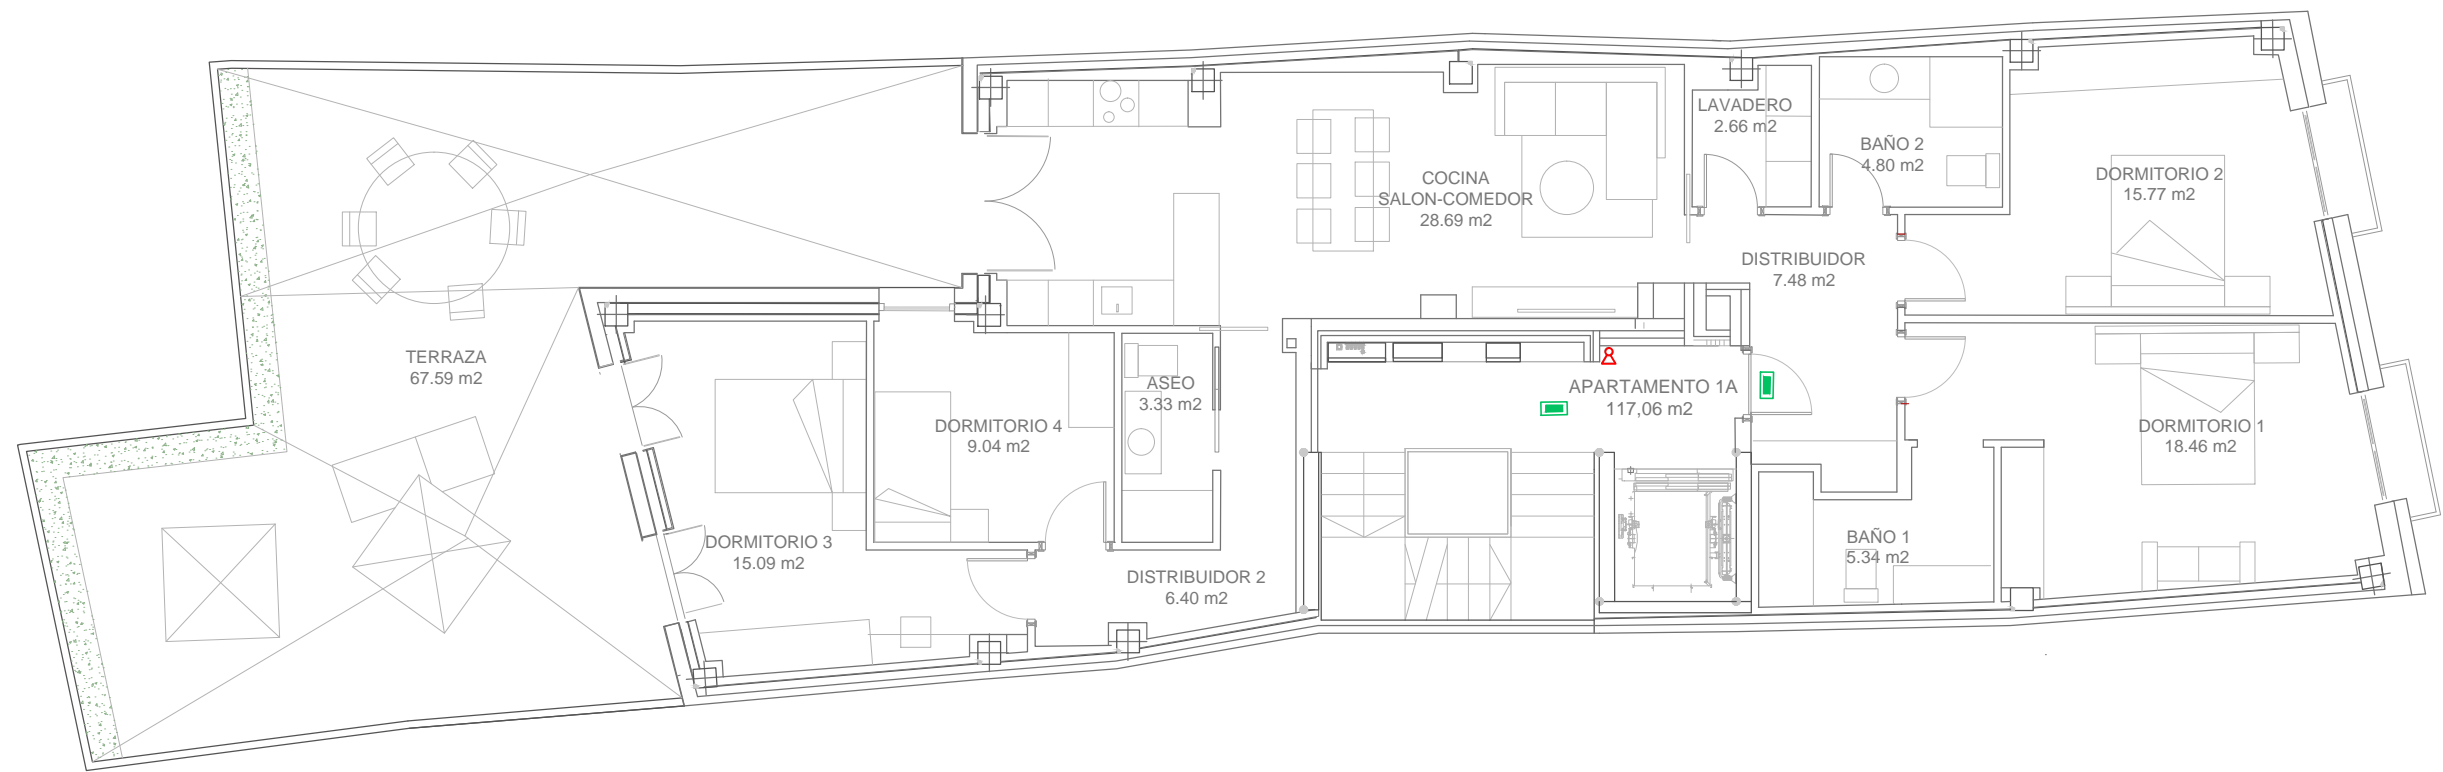 LAVADERO
2.66 m2
BAÑO 2
4.80 m2
DORMITORIO 2
15.77 m2
COCINA
SALON-COMEDOR
28.69 m2
DISTRIBUIDOR
7.48 m2
TERRAZA
67.59 m2
ASEO
3.33 m2
APARTAMENTO 1A
117,06 m2
DORMITORIO 4
9.04 m2
DORMITORIO 1
18.46 m2
DORMITORIO 3
15.09 m2
BAÑO 1
5.34 m2
DISTRIBUIDOR 2
6.40 m2